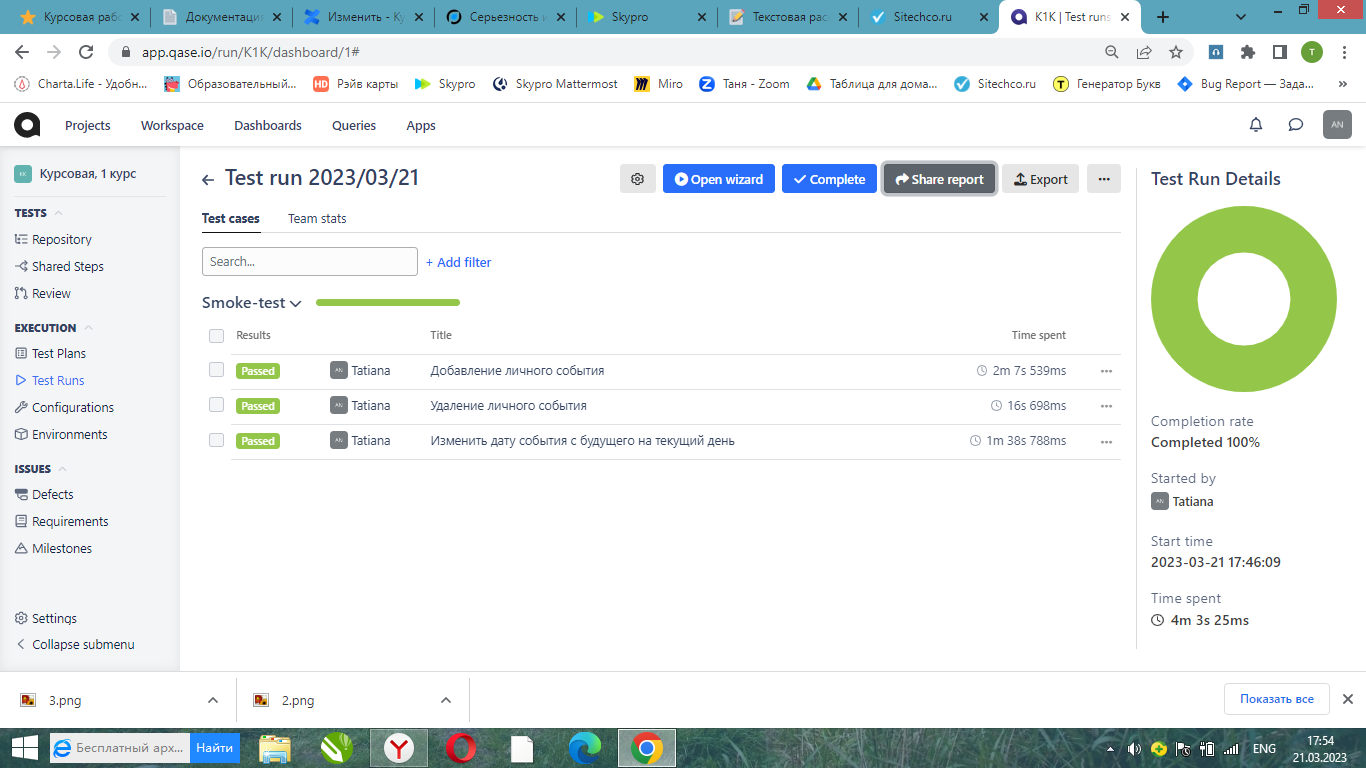 Курсовая рабо
Документация
Изменить - Ку
Серьезность и
Skypro
Текстовая рас
Sitechco.ru
K1K | Test runs
app.qase.io/run/K1K/dashboard/1#
T
Charta.Life - Удобн...
Образовательный...
HD
Рэйв карты
Skypro
Skypro Mattermost
Miro
Таня - Zoom
Таблица для дома...
Sitechco.ru
Генератор Букв
Bug Report — Зада...
»
Projects
Workspace
Dashboards
Queries
Apps
AN
КК
Курсовая, 1 курс
TESTS
Repository
Shared Steps
Review
EXECUTION
Test Plans
Test Runs
Configurations
Environments
ISSUES
Defects
Requirements
Milestones
Settings
Collapse submenu
Test run 2023/03/21
Open wizard
Complete
Share report
Export
Test cases
Team stats
Search...
+ Add filter
Smoke-test
Results
Title
Time spent
Passed AN Tatiana Добавление личного события 2m 7s 539ms
Passed AN Tatiana Удаление личного события 16s 698ms
Passed AN Tatiana Изменить дату события с будущего на текущий день 1m 38s 788ms
Test Run Details
Completion rate
Completed 100%
Started by
AN Tatiana
Start time
2023-03-21 17:46:09
Time spent
4m 3s 25ms
3.png
2.png
Показать все
Бесплатный арх...
Найти
ENG
17:54
21.03.2023